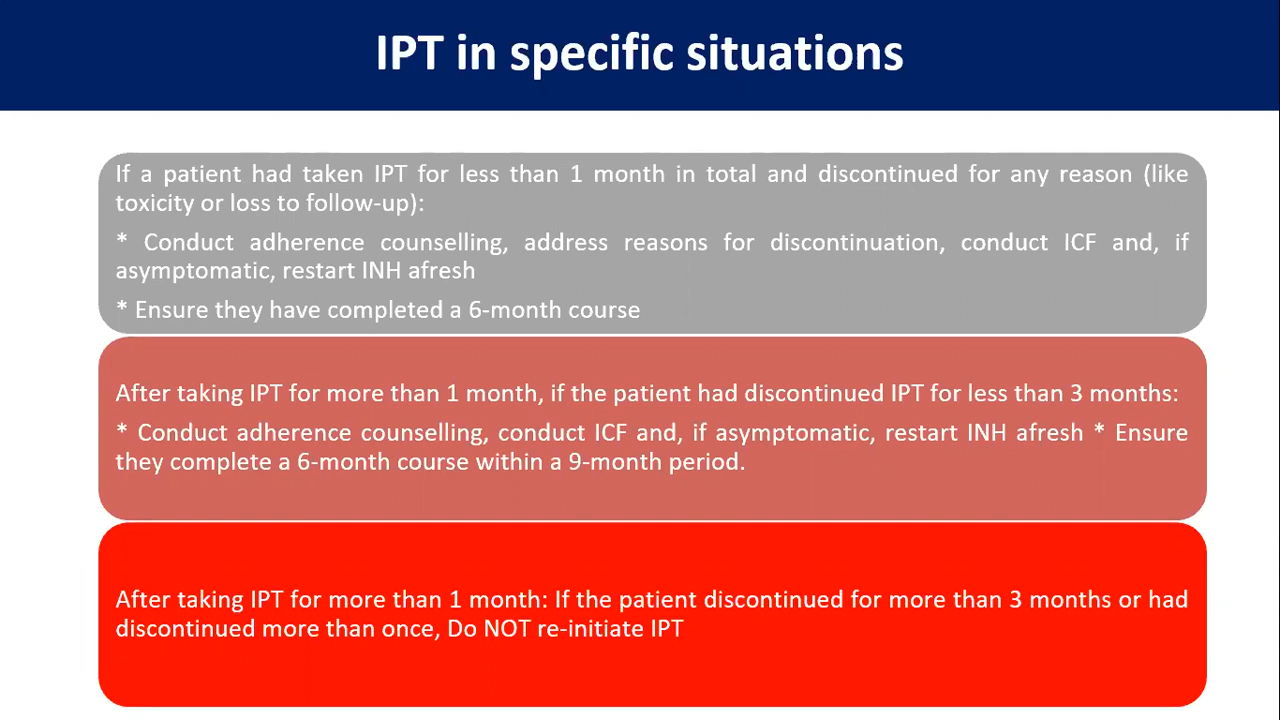 IPT in specific situations
If a patient had taken IPT for less than 1 month in total and discontinued for any reason (like
toxicity or loss to follow-up):
* Conduct adherence counselling, address reasons for discontinuation, conduct ICF and, if
asymptomatic, restart INH afresh
* Ensure they have completed a 6-month course
After taking IPT for more than 1 month, if the patient had discontinued IPT for less than 3 months:
* Conduct adherence counselling, conduct ICF and, if asymptomatic, restart INH afresh * Ensure
they complete a 6-month course within a 9-month period.
After taking IPT for more than 1 month: If the patient discontinued for more than 3 months or had
discontinued more than once, Do NOT re-initiate IPT